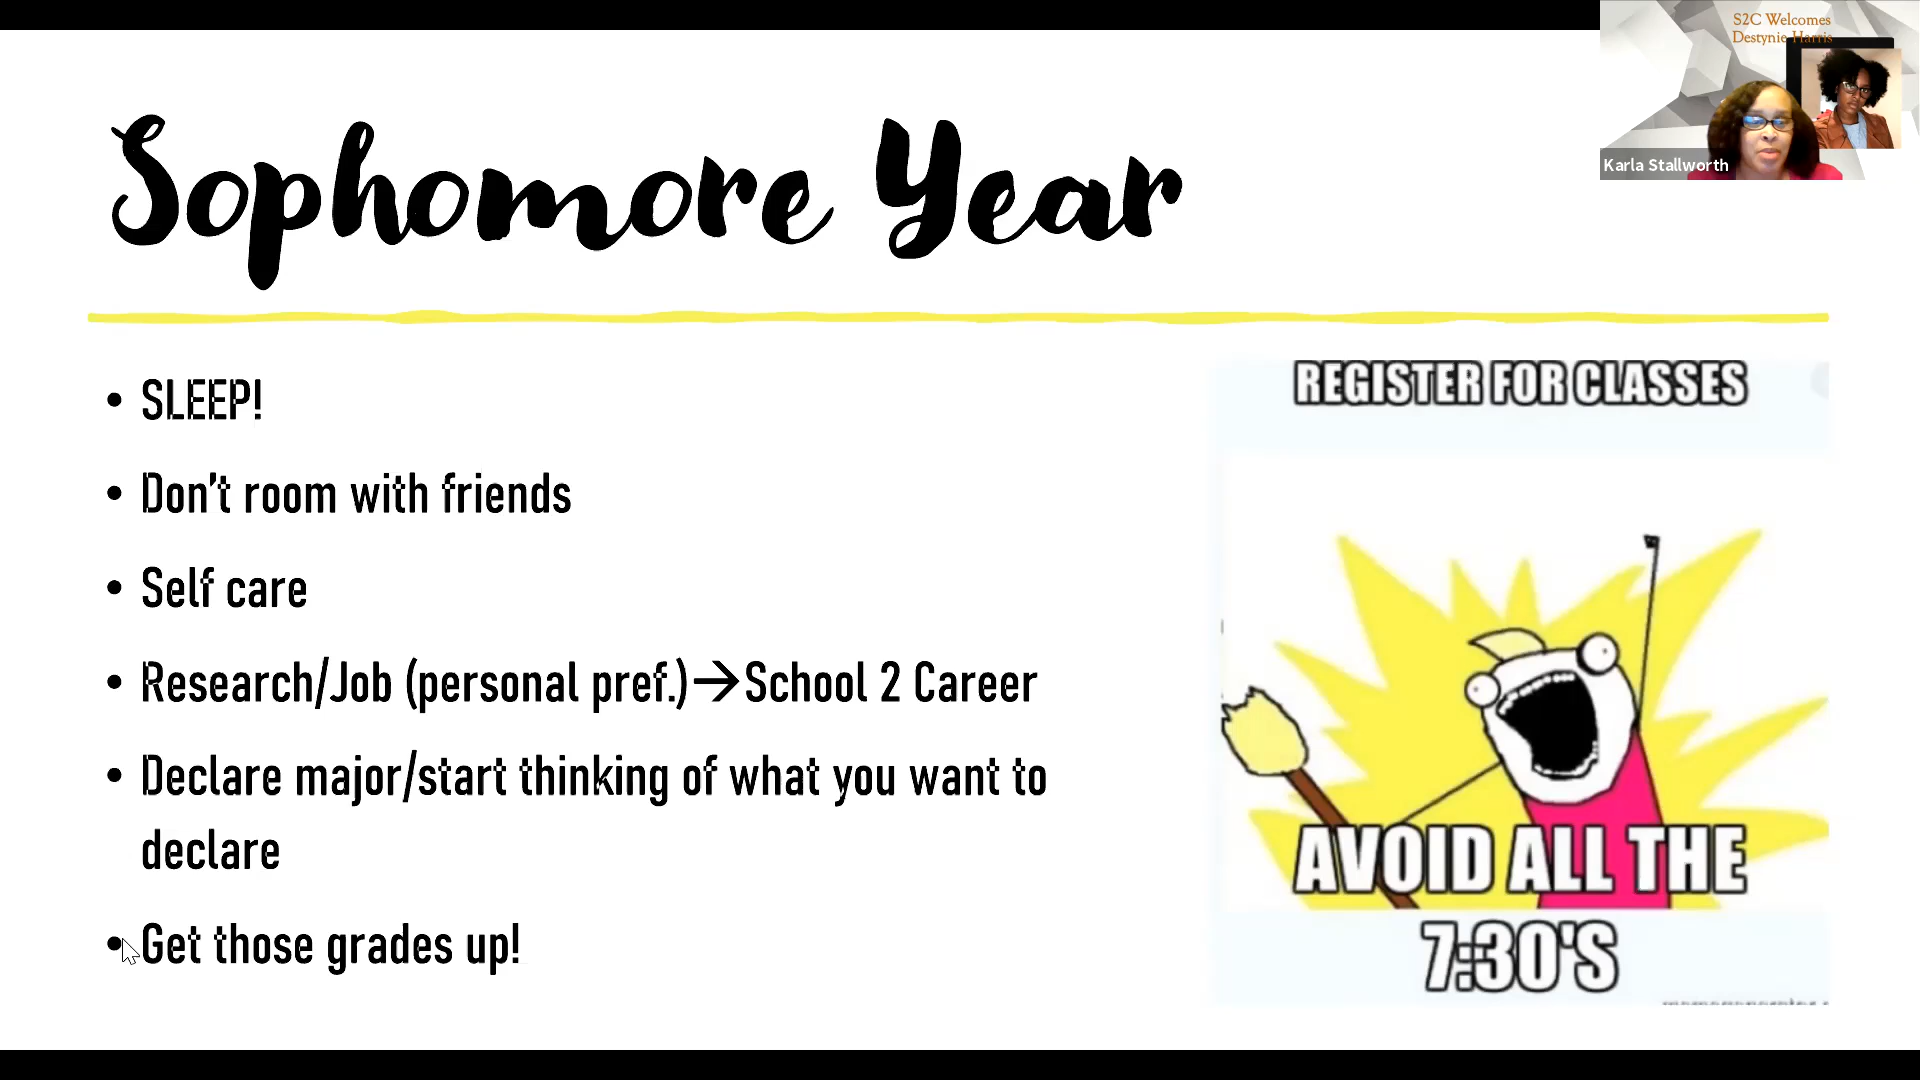 S2C Welcomes
Destynie Harris
Karla Stallworth
Sophomore Year
• SLEEP!
• Don't room with friends
• Self care
• Research/Job (personal pref.)→School 2 Career
• Declare major/start thinking of what you want to
declare
• Get those grades up!
REGISTER FOR CLASSES
AVOID ALL THE
7:30'S